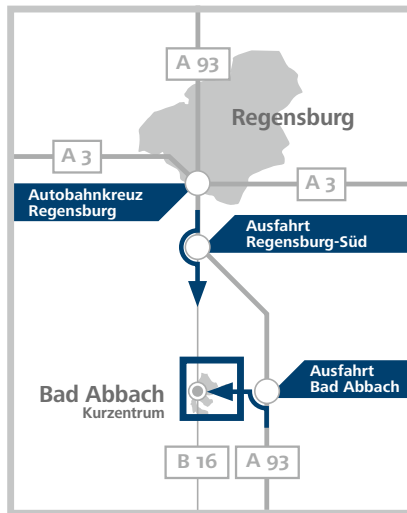 A 93
Regensburg
A 3
A 3
Autobahnkreuz
Regensburg
Ausfahrt
Regensburg-Süd
Ausfahrt
Bad Abbach
Bad Abbach
Kurzentrum
B 16
A 93